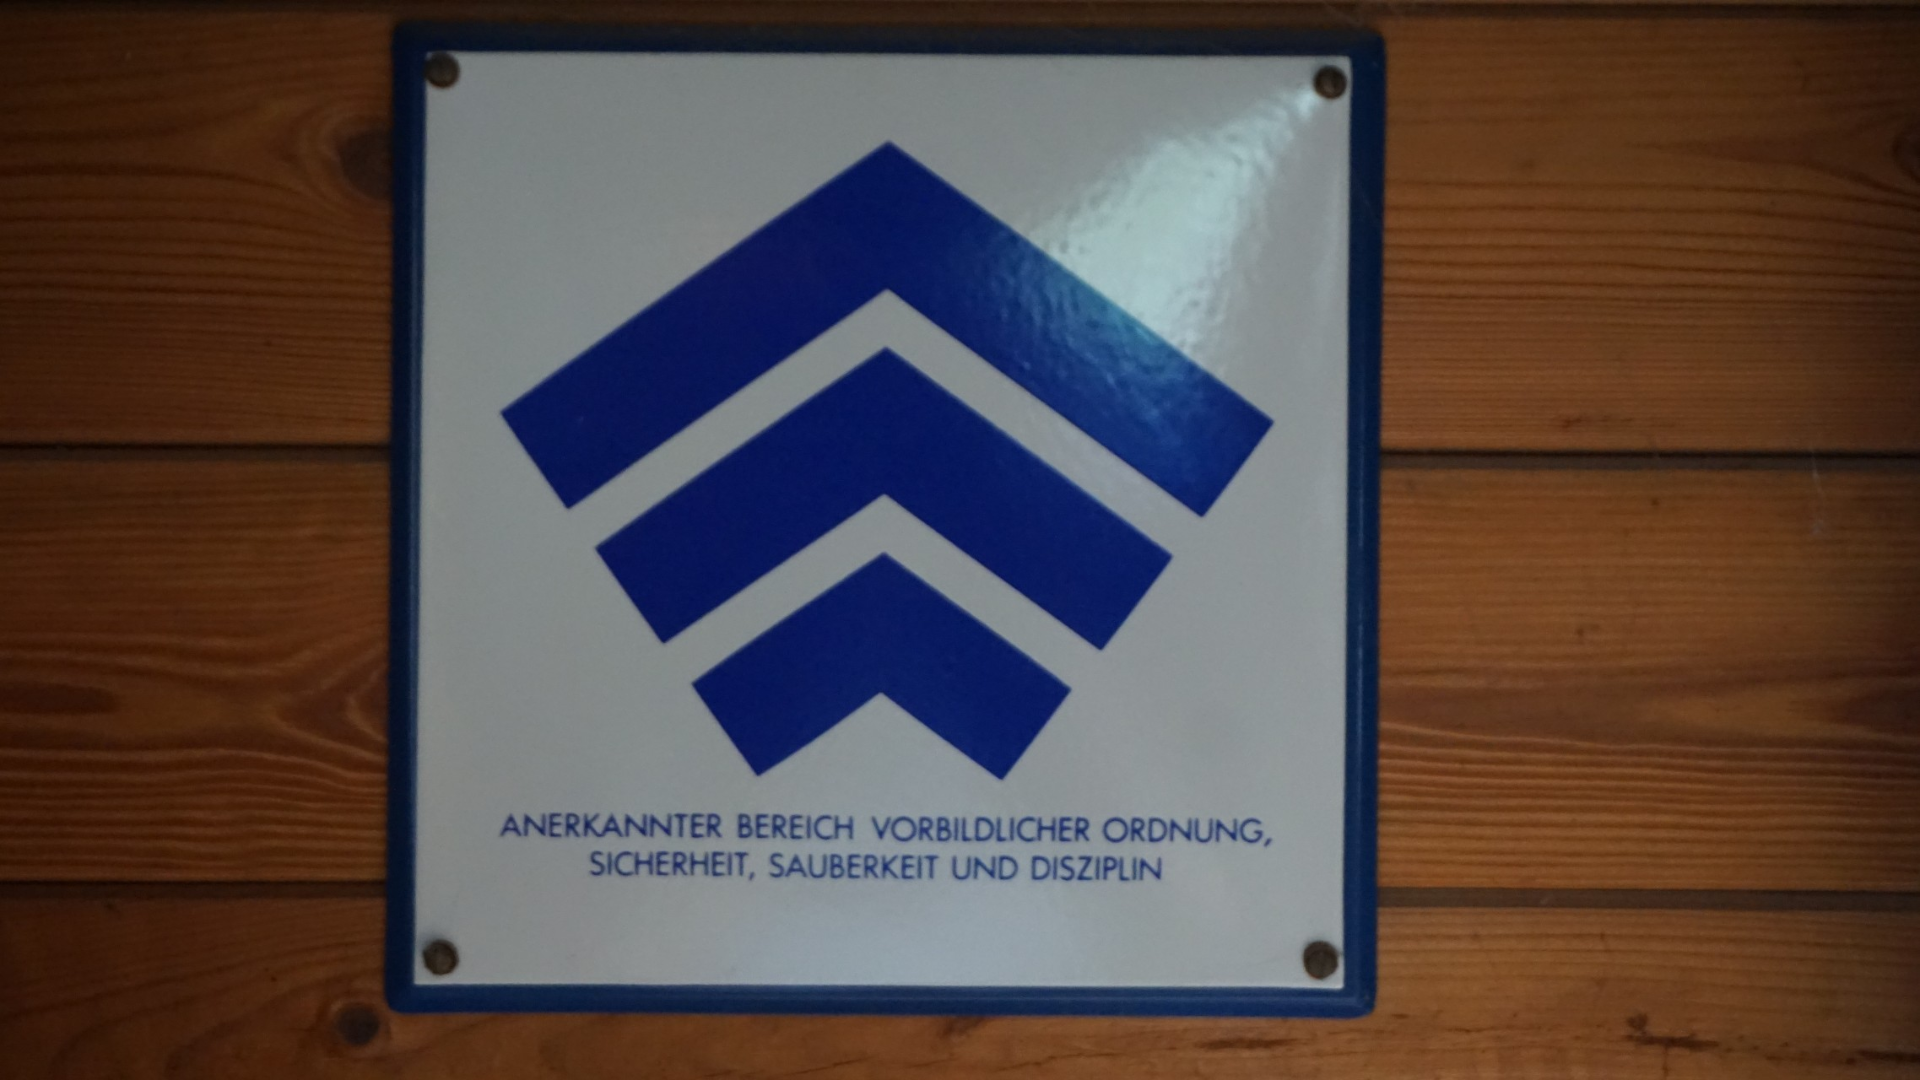 ANERKANNTER BEREICH VORBILDLICHER ORDNUNG,
SICHERHEIT, SAUBERKEIT UND DISZIPLIN